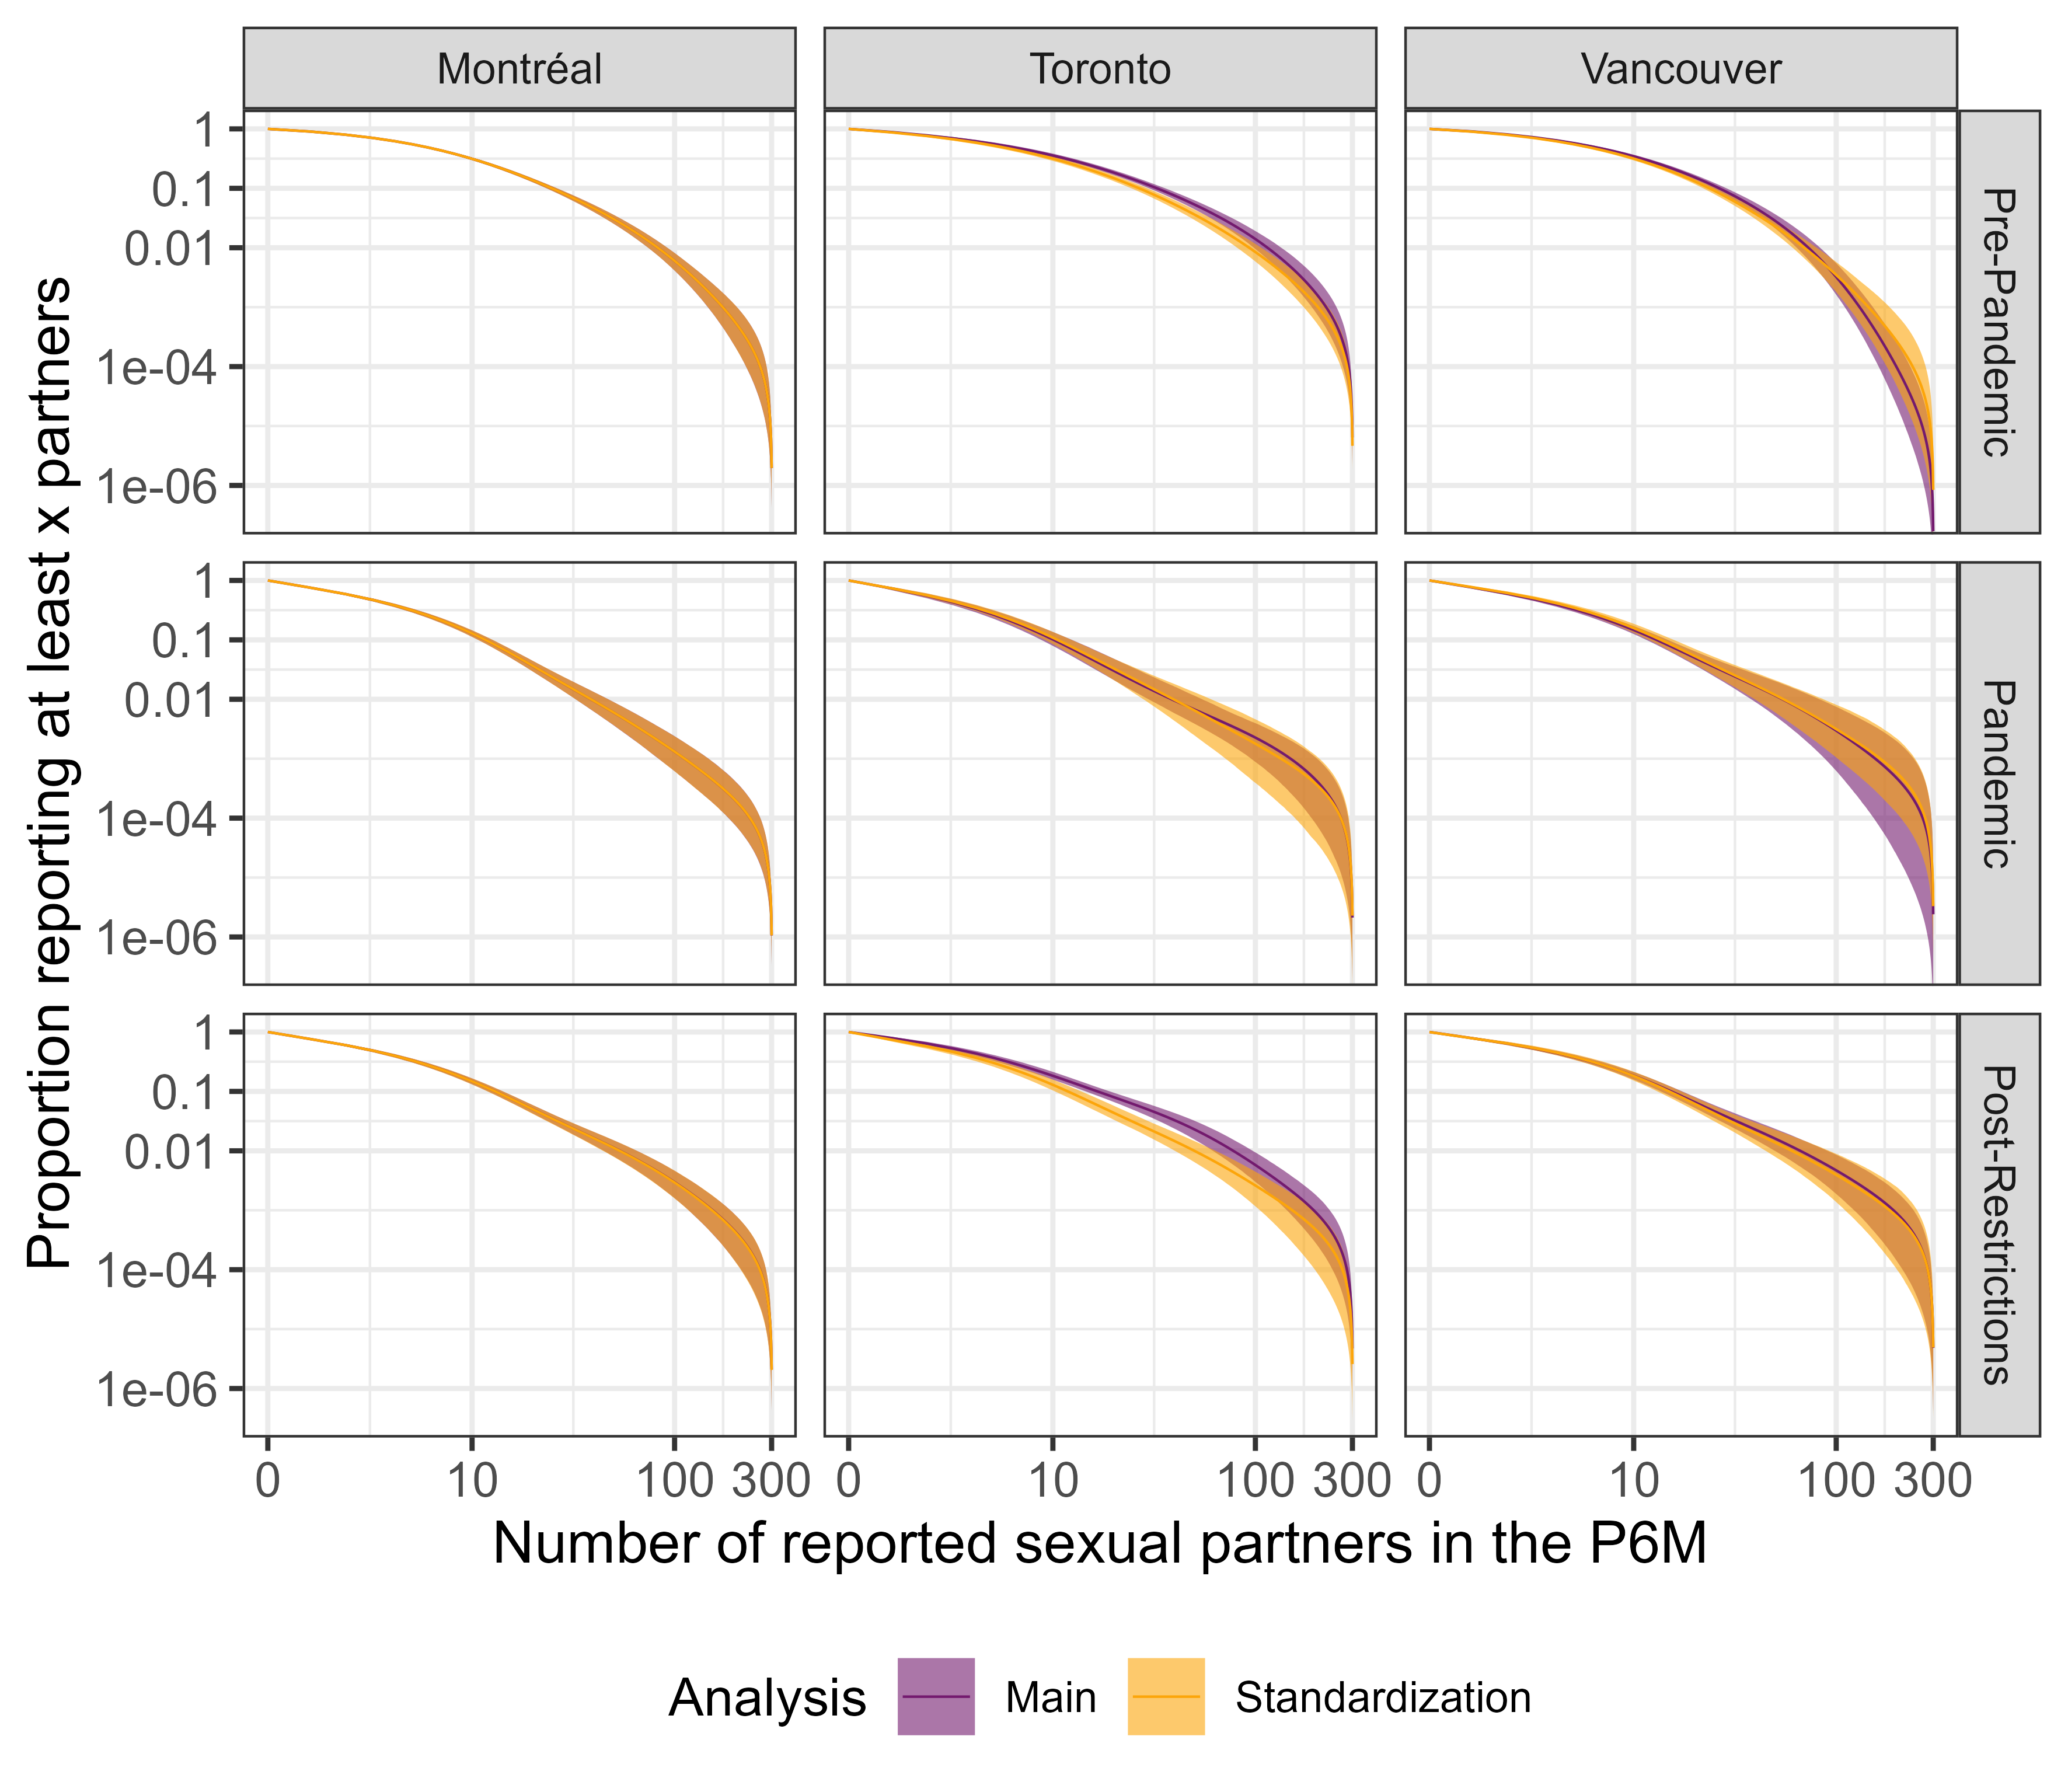 Montréal Toronto Vancouver
1
0.1
0.01
1e-04
1e-06
Pre-Pandemic
1
0.1
0.01
1e-04
1e-06
Pandemic
1
0.1
0.01
1e-04
1e-06
Post-Restrictions
Proportion reporting at least x partners
0 10 100 300 0 10 100 300 0 10 100 300
Number of reported sexual partners in the P6M
Analysis Main Standardization